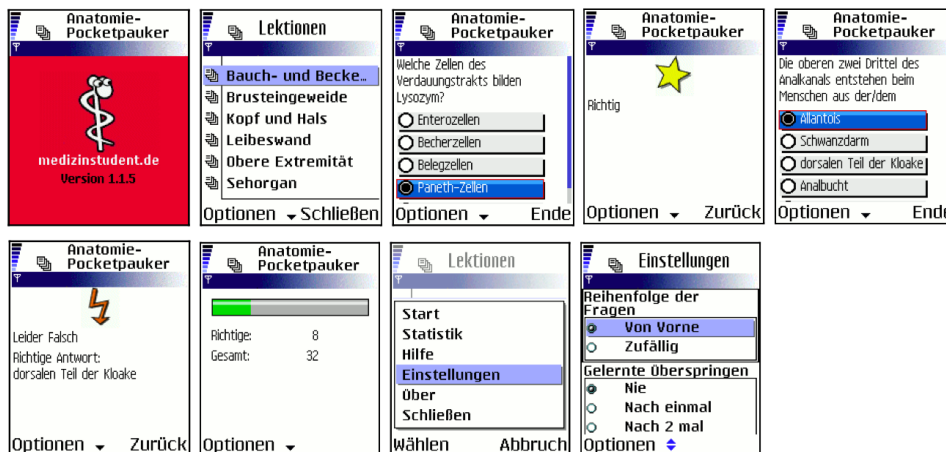 Anatomie-
Pocketpauker
medizinstudent.de
Version 1.1.5
Lektionen
Bauch- und Becke...
Brusteingeweide
Kopf und Hals
Leibeswand
Obere Extremität
Sehorgan
Optionen Schließen
Anatomie-
Pocketpauker
Welche Zellen des
Verdauungstrakts bilden
Lysozym?
Enterozellen
Becherzellen
Belegzellen
Paneth-Zellen
Optionen Ende
Anatomie-
Pocketpauker
Richtig
Optionen Zurück
Anatomie-
Pocketpauker
Die oberen zwei Drittel des
Analkanals entstehen beim
Menschen aus der/dem
Allantois
Schwanzdarm
dorsalen Teil der Kloake
Analbucht
Optionen Ende
Anatomie-
Pocketpauker
Leider Falsch
Richtige Antwort:
dorsalen Teil der Kloake
Optionen Zurück
Anatomie-
Pocketpauker
Richtige: 8
Gesamt: 32
Optionen
Lektionen
Start
Statistik
Hilfe
Einstellungen
Über
Schließen
Wählen Abbruch
Einstellungen
Reihenfolge der
Fragen
Von Vorne
Zufällig
Gelernte Überspringen
Nie
Nach einmal
Nach 2 mal
Optionen